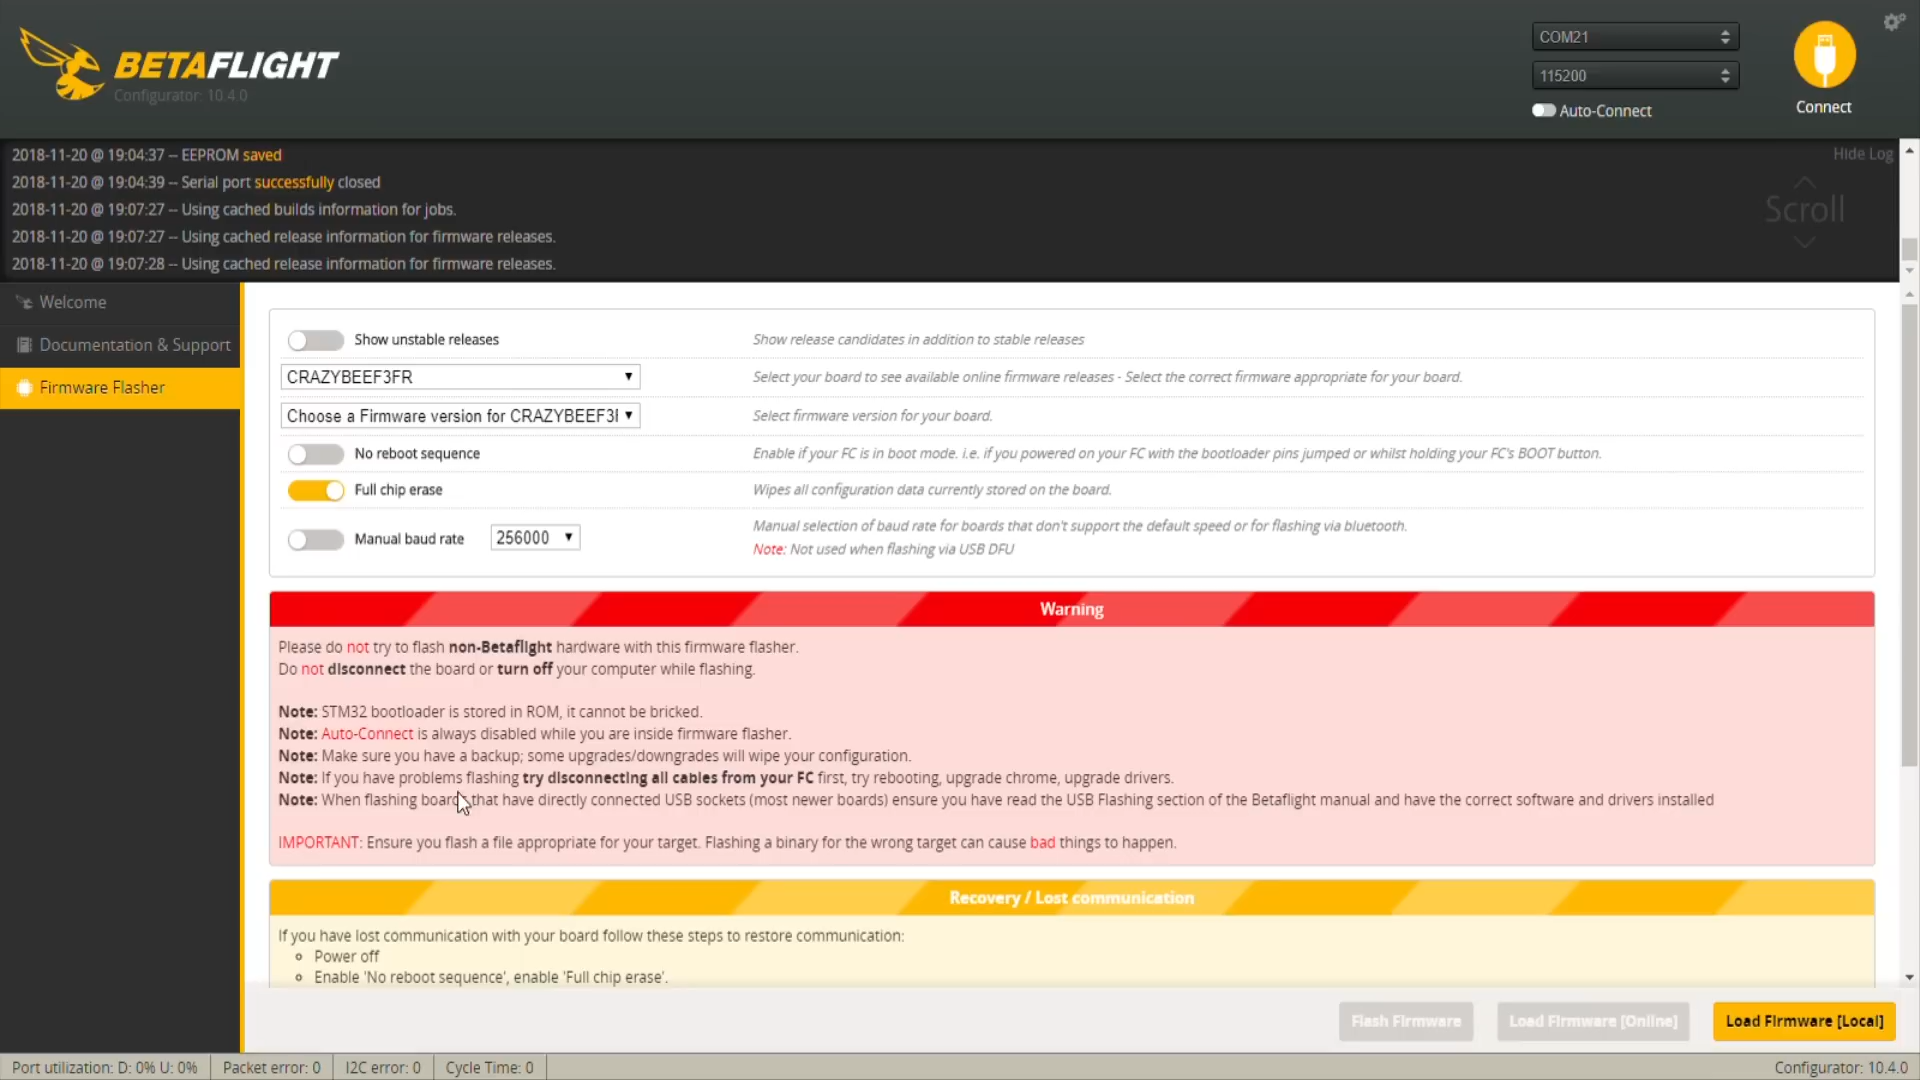 BETAFLIGHT
Configurator: 10.4.0
COM21
115200
Auto-Connect
Connect
2018-11-20 @ 19:04:37 -- EEPROM saved
2018-11-20 @ 19:04:39 -- Serial port successfully closed
2018-11-20 @ 19:07:27 -- Using cached builds information for jobs.
2018-11-20 @ 19:07:27 -- Using cached release information for firmware releases.
2018-11-20 @ 19:07:28 -- Using cached release information for firmware releases.
Hide Log
Scroll
Welcome
Documentation & Support
Firmware Flasher
Show unstable releases
Show release candidates in addition to stable releases
CRAZYBEEF3FR
Select your board to see available online firmware releases - Select the correct firmware appropriate for your board.
Choose a Firmware version for CRAZYBEEF3
Select firmware version for your board.
No reboot sequence
Enable if your FC is in boot mode. i.e. if you powered on your FC with the bootloader pins jumped or whilst holding your FC's BOOT button.
Full chip erase
Wipes all configuration data currently stored on the board.
Manual baud rate
256000
Manual selection of baud rate for boards that don't support the default speed or for flashing via bluetooth.
Note: Not used when flashing via USB DFU
Warning
Please do not try to flash non-Betaflight hardware with this firmware flasher.
Do not disconnect the board or turn off your computer while flashing.
Note: STM32 bootloader is stored in ROM, it cannot be bricked.
Note: Auto-Connect is always disabled while you are inside firmware flasher.
Note: Make sure you have a backup; some upgrades/downgrades will wipe your configuration.
Note: If you have problems flashing try disconnecting all cables from your FC first, try rebooting, upgrade chrome, upgrade drivers.
Note: When flashing boards that have directly connected USB sockets (most newer boards) ensure you have read the USB Flashing section of the Betaflight manual and have the correct software and drivers installed
IMPORTANT: Ensure you flash a file appropriate for your target. Flashing a binary for the wrong target can cause bad things to happen.
Recovery / Lost communication
If you have lost communication with your board follow these steps to restore communication:
Power off
Enable 'No reboot sequence', enable 'Full chip erase'.
Flash Firmware
Load Firmware [Online]
Load Firmware [Local]
Port utilization: D: 0% U: 0%
Packet error: 0
I2C error: 0
Cycle Time: 0
Configurator: 10.4.0